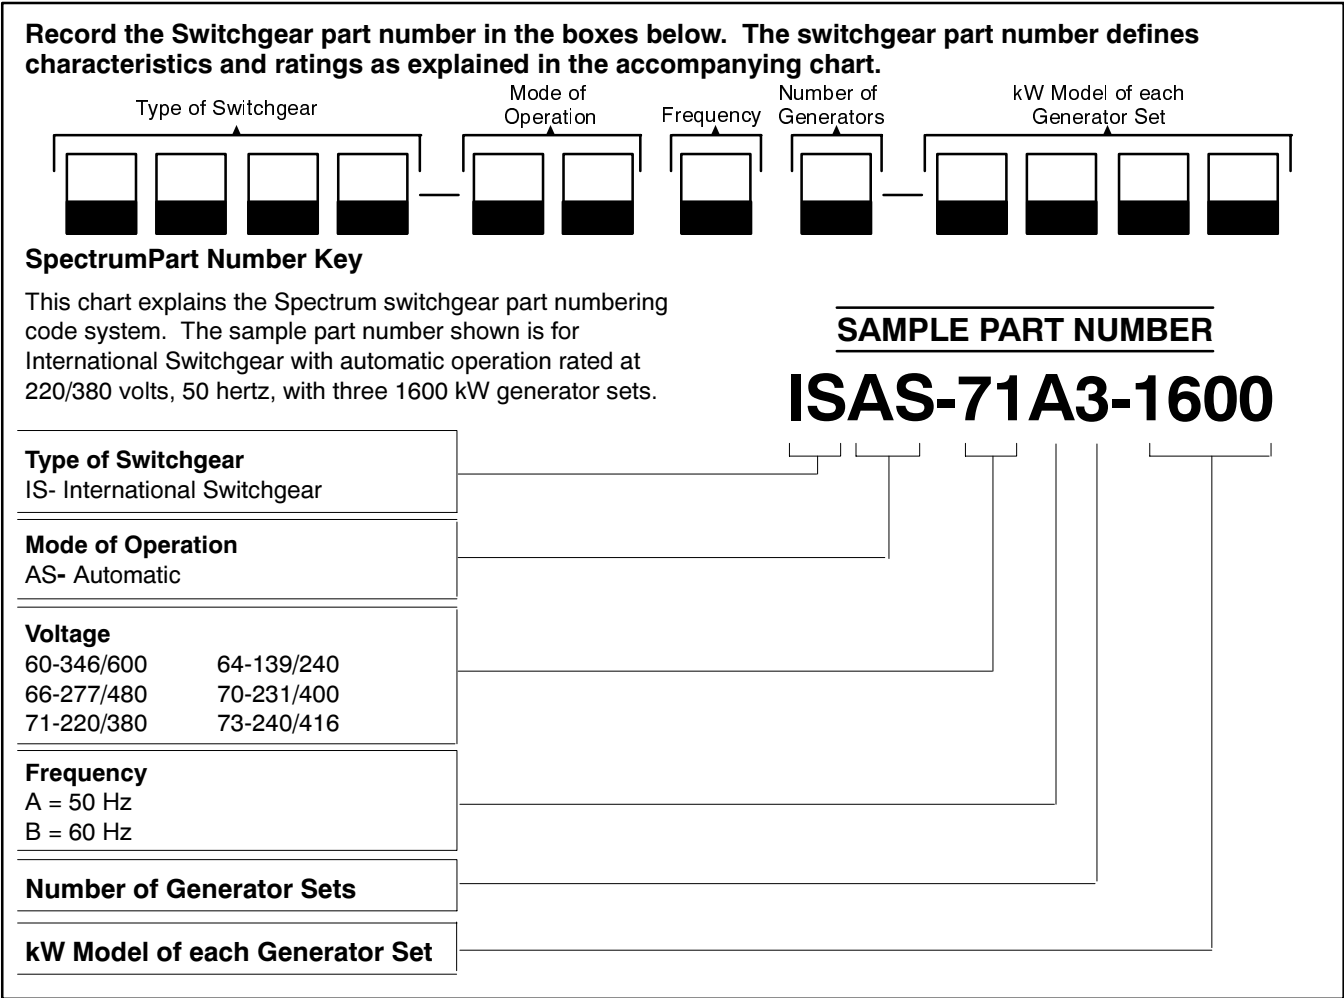 Record the Switchgear part number in the boxes below. The switchgear part number defines
characteristics and ratings as explained in the accompanying chart.
Type of Switchgear
Mode of
Operation
Frequency
Number of
Generators
kW Model of each
Generator Set
SpectrumPart Number Key
This chart explains the Spectrum switchgear part numbering
code system. The sample part number shown is for
International Switchgear with automatic operation rated at
220/380 volts, 50 hertz, with three 1600 kW generator sets.
SAMPLE PART NUMBER
ISAS-71A3-1600
Type of Switchgear
IS- International Switchgear
Mode of Operation
AS- Automatic
Voltage
60-346/600 64-139/240
66-277/480 70-231/400
71-220/380 73-240/416
Frequency
A = 50 Hz
B = 60 Hz
Number of Generator Sets
kW Model of each Generator Set